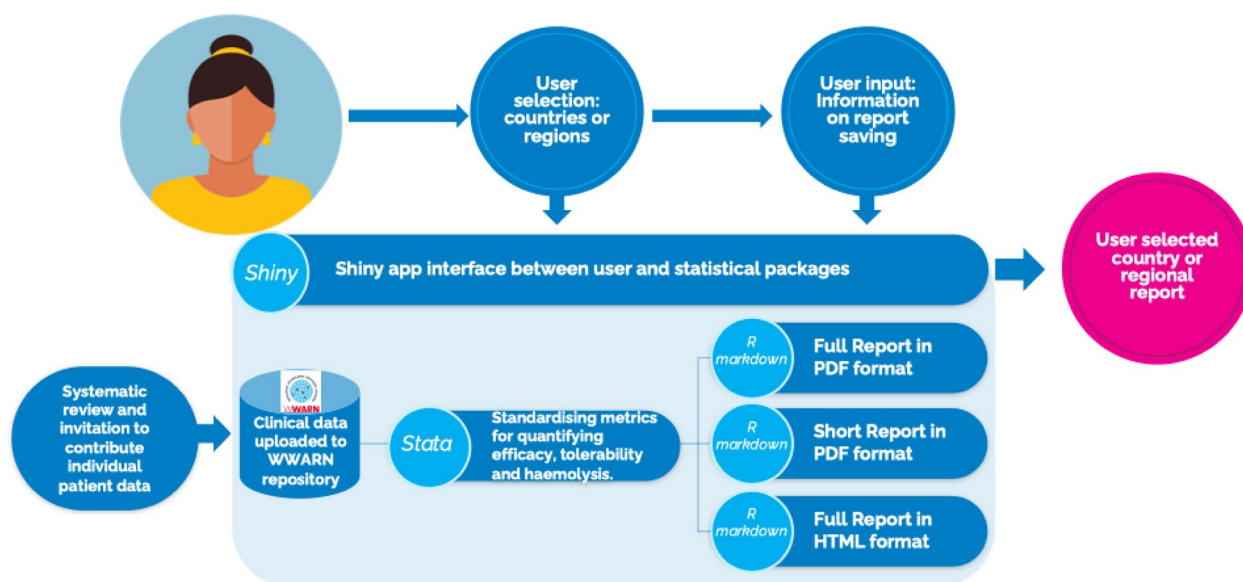 User
selection:
countries or
regions
User input:
Information
on report
saving
User selected
country or
regional
report
Shiny
Shiny app interface between user and statistical packages
Systematic
review and
invitation to
contribute
individual
patient data
WWARN
Clinical data
uploaded to
WWARN
repository
Stata
Standardising metrics
for quantifying
efficacy, tolerability
and haemolysis.
R
markdown
Full Report in
PDF format
R
markdown
Short Report in
PDF format
R
markdown
Full Report in
HTML format